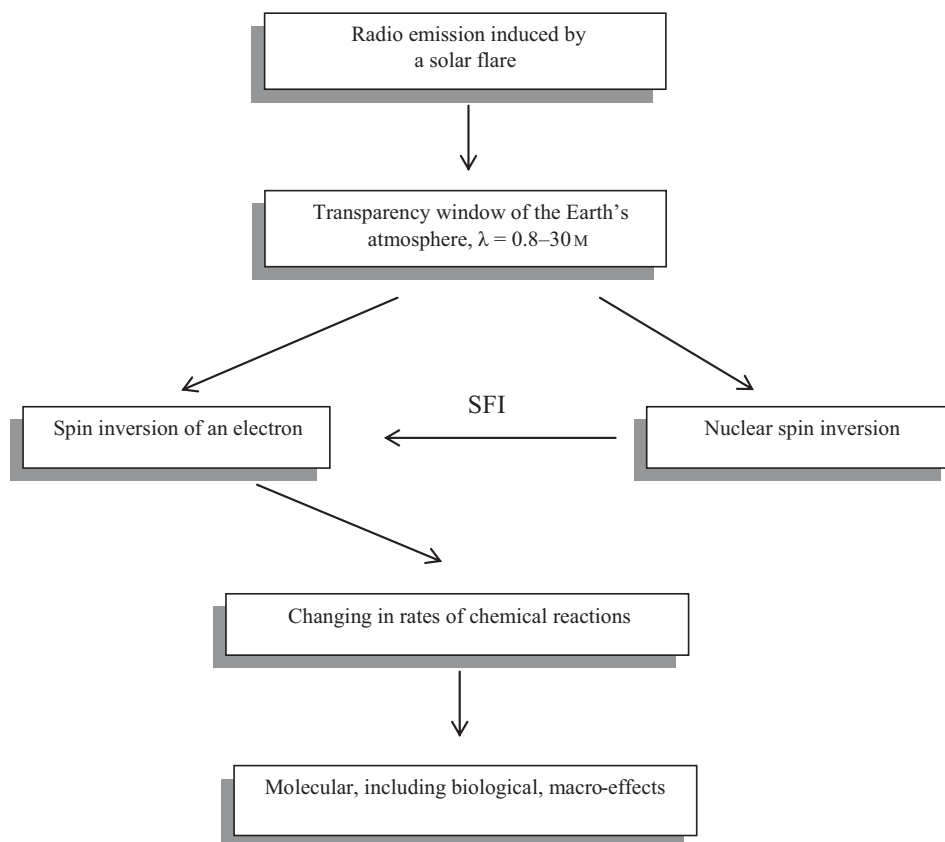 Radio emission induced by
a solar flare
Transparency window of the Earth's
atmosphere, λ = 0.8–30 M
SFI
Spin inversion of an electron
Nuclear spin inversion
Changing in rates of chemical reactions
Molecular, including biological, macro-effects